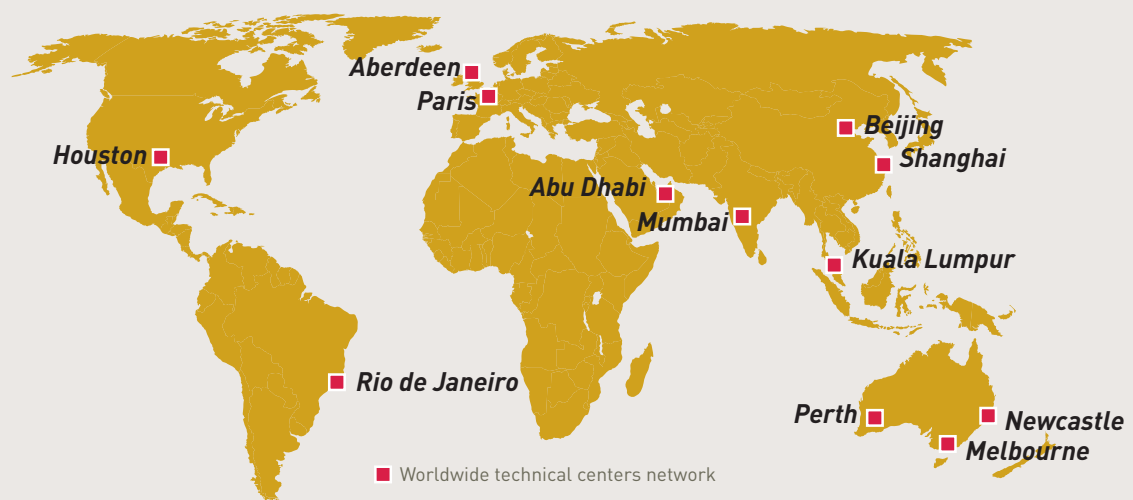 Aberdeen
Paris
Beijing
Houston
Shanghai
Abu Dhabi
Mumbai
Kuala Lumpur
Rio de Janeiro
Perth
Newcastle
Melbourne
Worldwide technical centers network